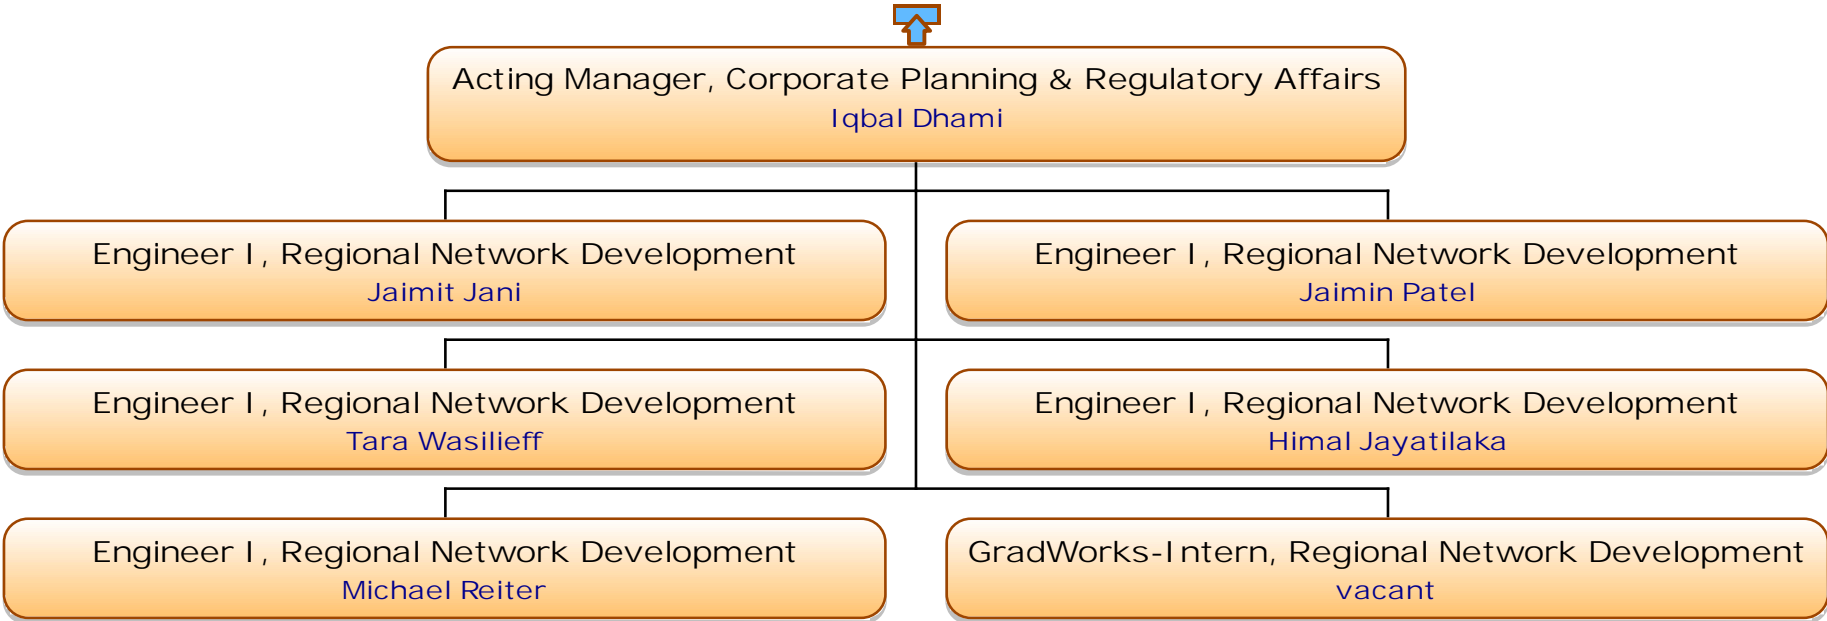 Acting Manager, Corporate Planning & Regulatory Affairs
Iqbal Dhami
Engineer I, Regional Network Development
Jaimit Jani
Engineer I, Regional Network Development
Jaimin Patel
Engineer I, Regional Network Development
Tara Wasilieff
Engineer I, Regional Network Development
Himal Jayatilaka
Engineer I, Regional Network Development
Michael Reiter
GradWorks-Intern, Regional Network Development
vacant